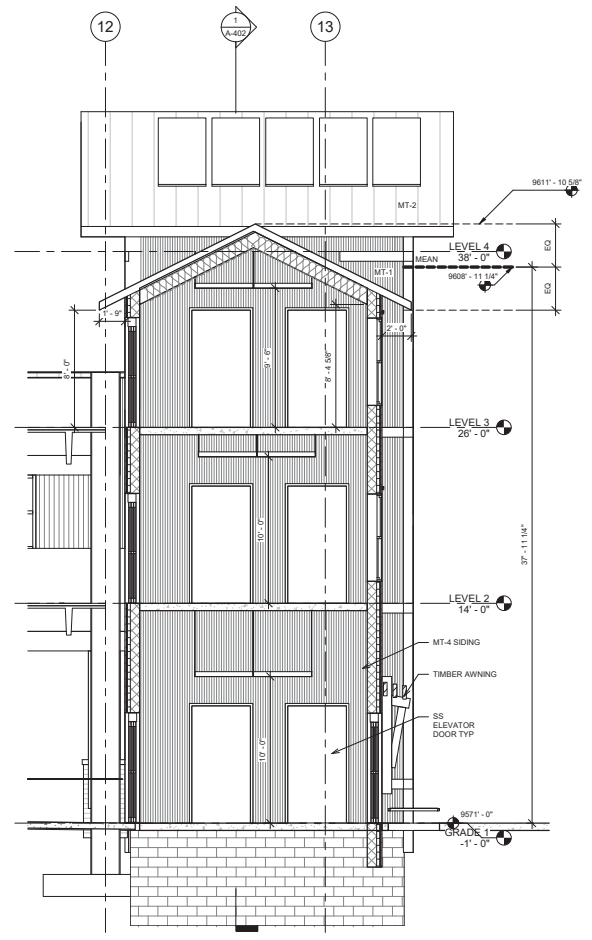 12
1
A-402
13
9611' - 10 5/8"
MT-2
LEVEL 4
38' - 0"
EQ
MEAN
MT-1
9608' - 11 1/4"
EQ
1' - 9"
2' - 0"
8' - 0"
9' - 6"
8' - 4 5/8"
LEVEL 3
26' - 0"
10' - 0"
37' - 11 1/4"
LEVEL 2
14' - 0"
MT-4 SIDING
TIMBER AWNING
SS
ELEVATOR
DOOR TYP
10' - 0"
9571' - 0"
GRADE 1
-1' - 0"